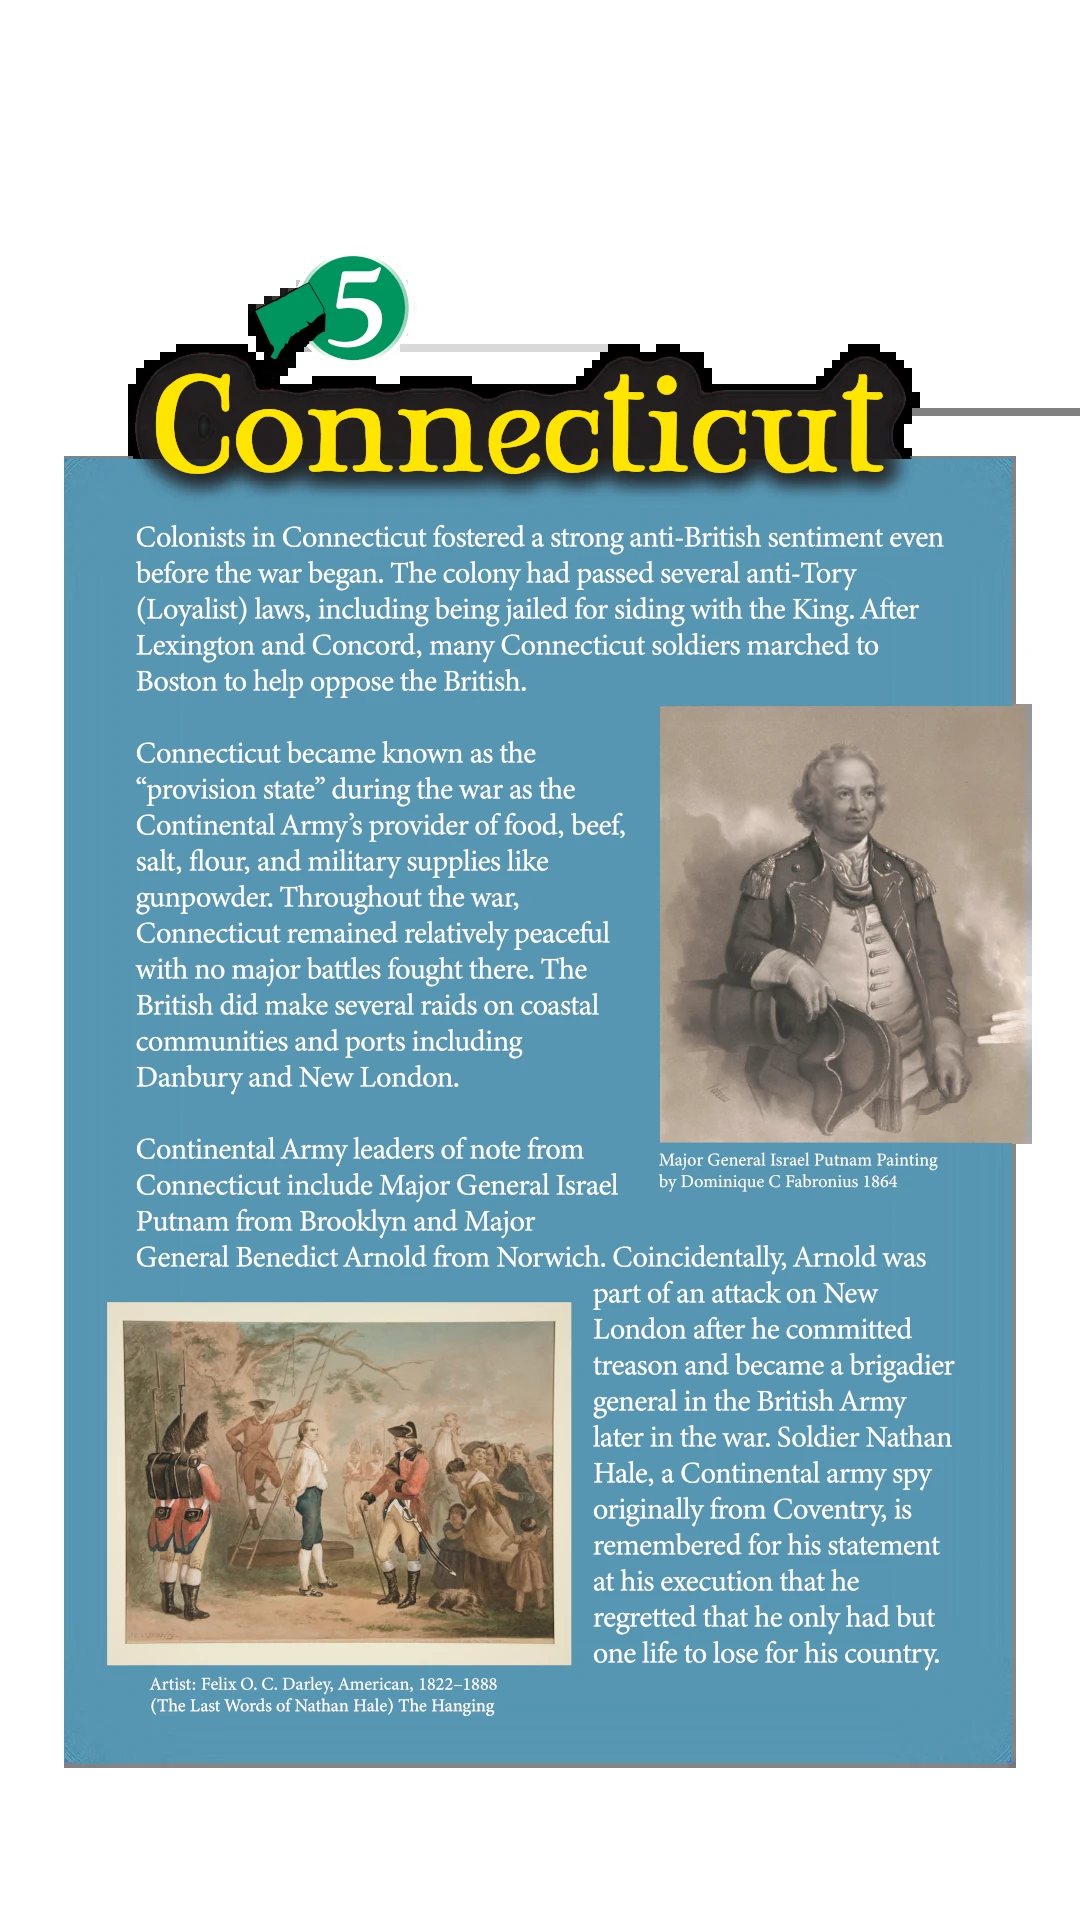 5
Connecticut
Colonists in Connecticut fostered a strong anti-British sentiment even
before the war began. The colony had passed several anti-Tory
(Loyalist) laws, including being jailed for siding with the King. After
Lexington and Concord, many Connecticut soldiers marched to
Boston to help oppose the British.
Connecticut became known as the
“provision state” during the war as the
Continental Army’s provider of food, beef,
salt, flour, and military supplies like
gunpowder. Throughout the war,
Connecticut remained relatively peaceful
with no major battles fought there. The
British did make several raids on coastal
communities and ports including
Danbury and New London.
Major General Israel Putnam Painting
by Dominique C Fabronius 1864
Continental Army leaders of note from
Connecticut include Major General Israel
Putnam from Brooklyn and Major
General Benedict Arnold from Norwich. Coincidentally, Arnold was
part of an attack on New
London after he committed
treason and became a brigadier
general in the British Army
later in the war. Soldier Nathan
Hale, a Continental army spy
originally from Coventry, is
remembered for his statement
at his execution that he
regretted that he only had but
one life to lose for his country.
Artist: Felix O. C. Darley, American, 1822–1888
(The Last Words of Nathan Hale) The Hanging